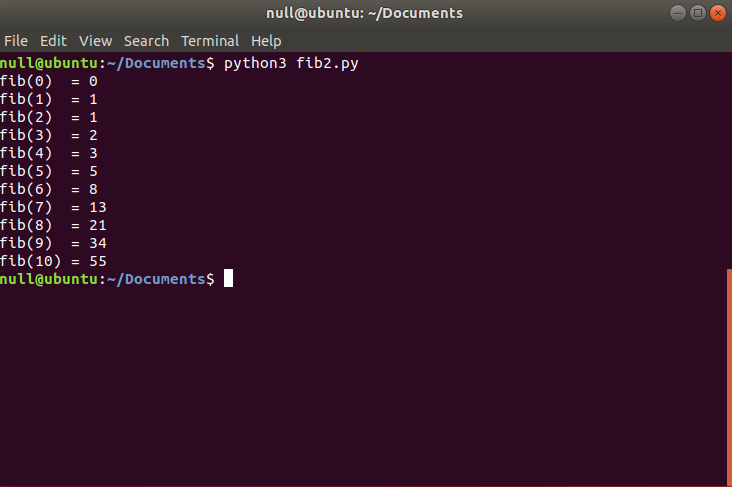 null@ubuntu: ~/Documents
File Edit View Search Terminal Help
null@ubuntu:~/Documents$ python3 fib2.py
fib(0)  = 0
fib(1)  = 1
fib(2)  = 1
fib(3)  = 2
fib(4)  = 3
fib(5)  = 5
fib(6)  = 8
fib(7)  = 13
fib(8)  = 21
fib(9)  = 34
fib(10) = 55
null@ubuntu:~/Documents$